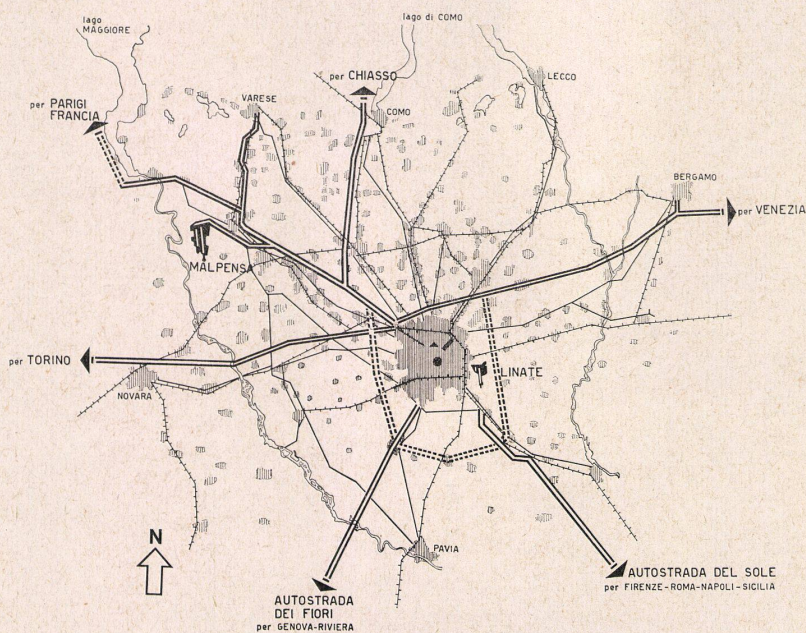 lago
MAGGIORE
lago di COMO
per CHIASSO
LECCO
VARESE
per PARIGI
FRANCIA
COMO
BERGAMO
per VENEZIA
MALPENSA
per TORINO
LINATE
NOVARA
N
PAVIA
AUTOSTRADA DEL SOLE
per FIRENZE-ROMA-NAPOLI-SICILIA
AUTOSTRADA
DEI FIORI
per GENOVA-RIVIERA